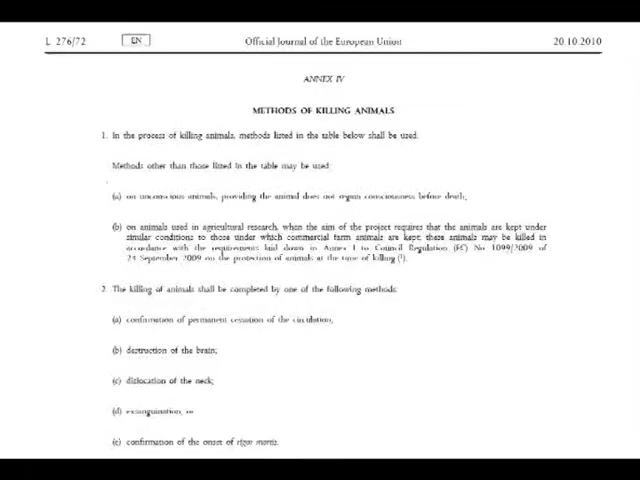 L 276/72 EN Official Journal of the European Union 20.10.2010
ANNEX IV
METHODS OF KILLING ANIMALS
1. In the process of killing animals, methods listed in the table below shall be used.
Methods other than those listed in the table may be used:
(a) on unconscious animals, providing the animal does not regain consciousness before death;
(b) on animals used in agricultural research, when the aim of the project requires that the animals are kept under
similar conditions to those under which commercial farm animals are kept; these animals may be killed in
accordance with the requirements laid down in Annex I to Council Regulation (EC) No 1099/2009 of
24 September 2009 on the protection of animals at the time of killing (¹).
2. The killing of animals shall be completed by one of the following methods:
(a) confirmation of permanent cessation of the circulation;
(b) destruction of the brain;
(c) dislocation of the neck;
(d) exsanguination; or
(e) confirmation of the onset of rigor mortis.